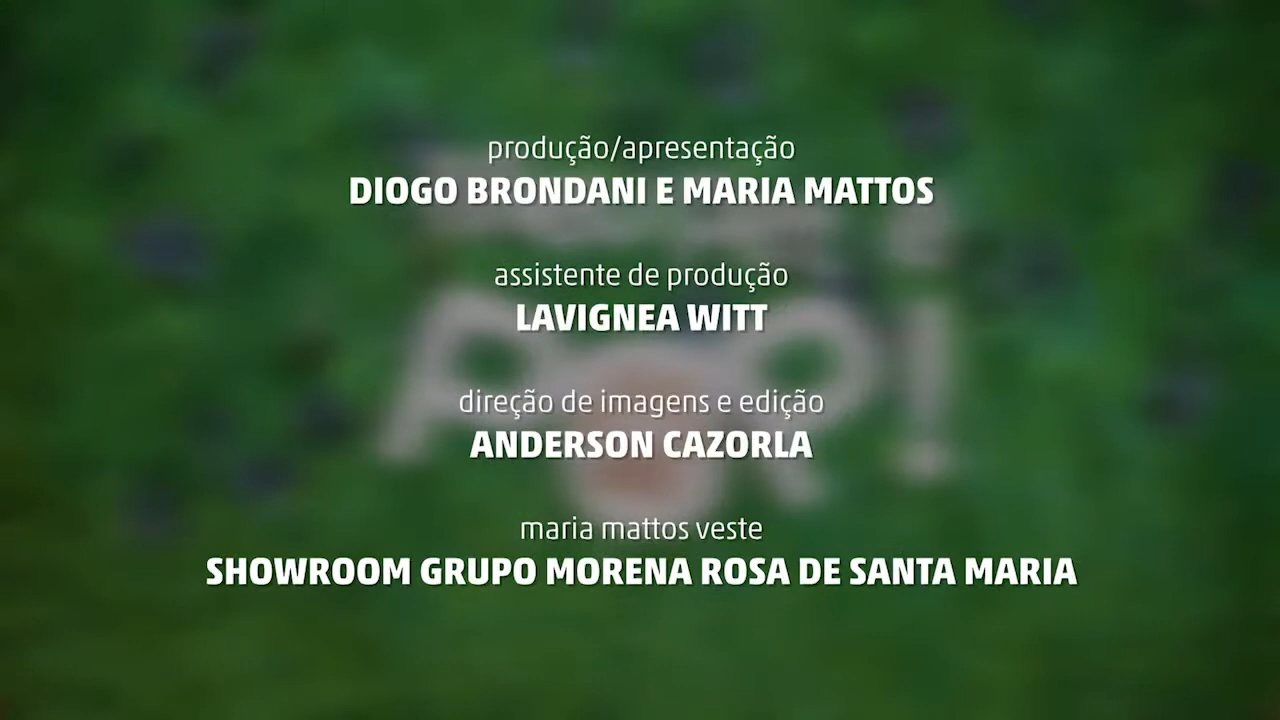 produção/apresentação
DIOGO BRONDANI E MARIA MATTOS
assistente de produção
LAVIGNEA WITT
direção de imagens e edição
ANDERSON CAZORLA
maria mattos veste
SHOWROOM GRUPO MORENA ROSA DE SANTA MARIA